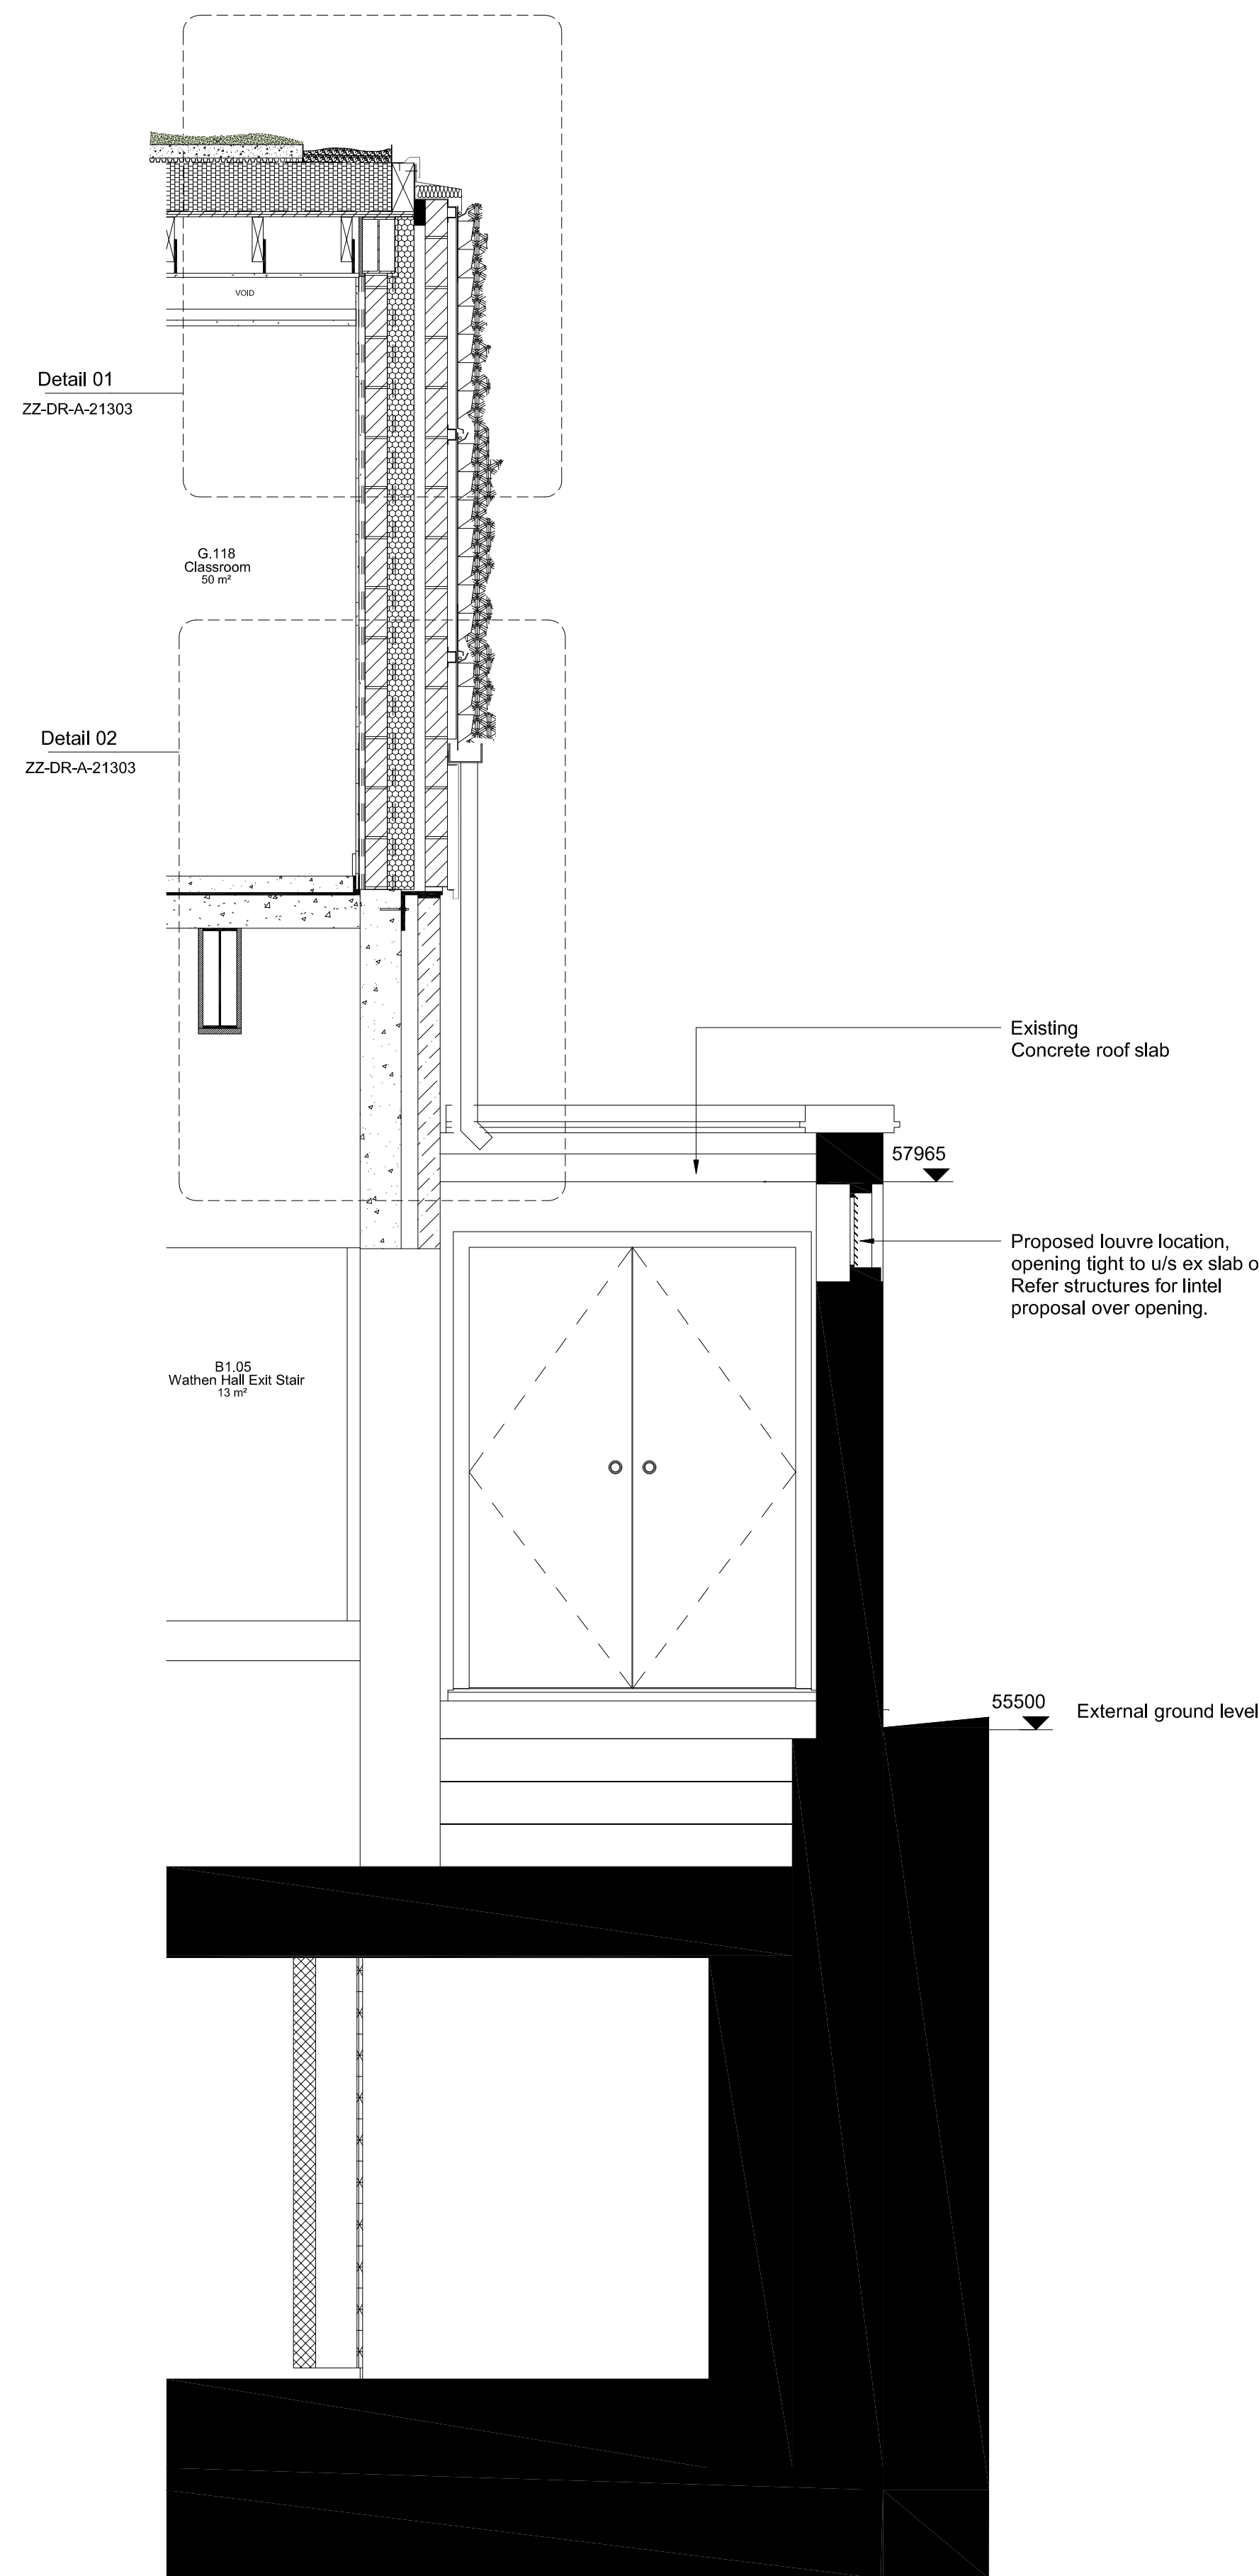 VOID
Detail 01
ZZ-DR-A-21303
G.118
Classroom
50 m²
Detail 02
ZZ-DR-A-21303
Existing
Concrete roof slab
57965
Proposed louvre location,
opening tight to u/s ex slab o
Refer structures for lintel
proposal over opening.
B1.05
Wathen Hall Exit Stair
13 m²
55500
External ground level